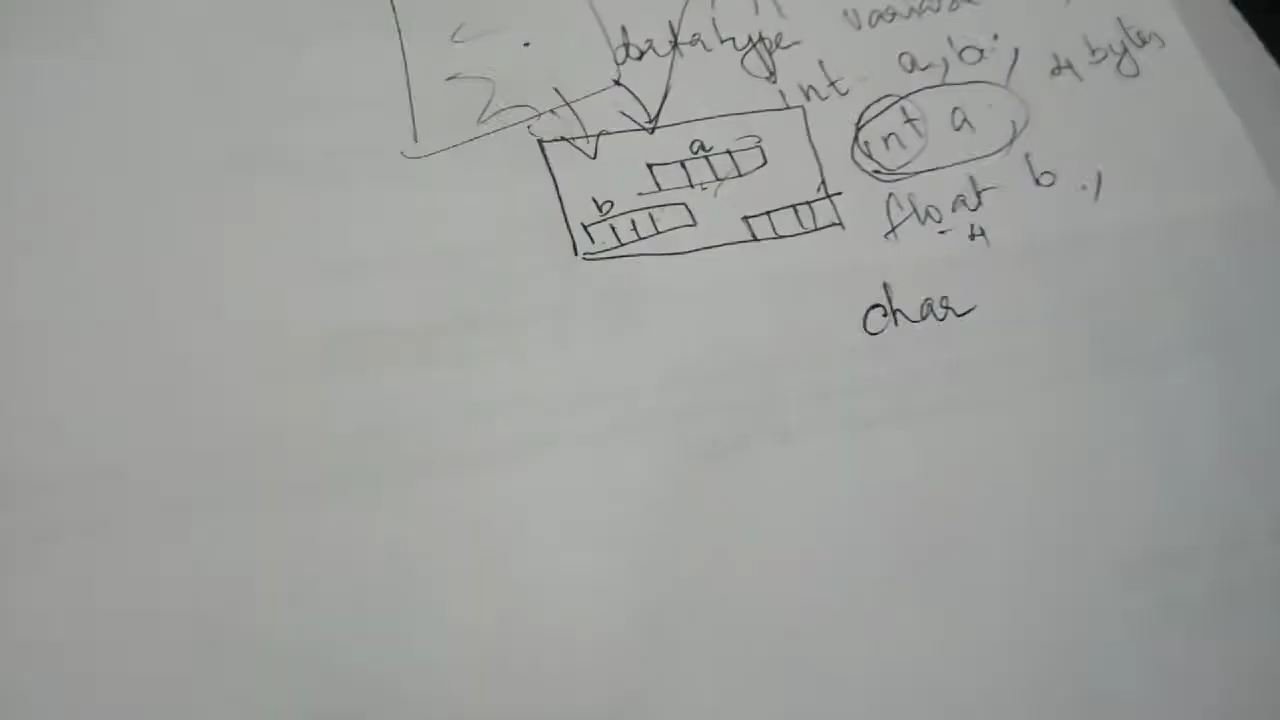 datatype
int a, b; 4 bytes
a
int a ;
b
float b ;
4
char